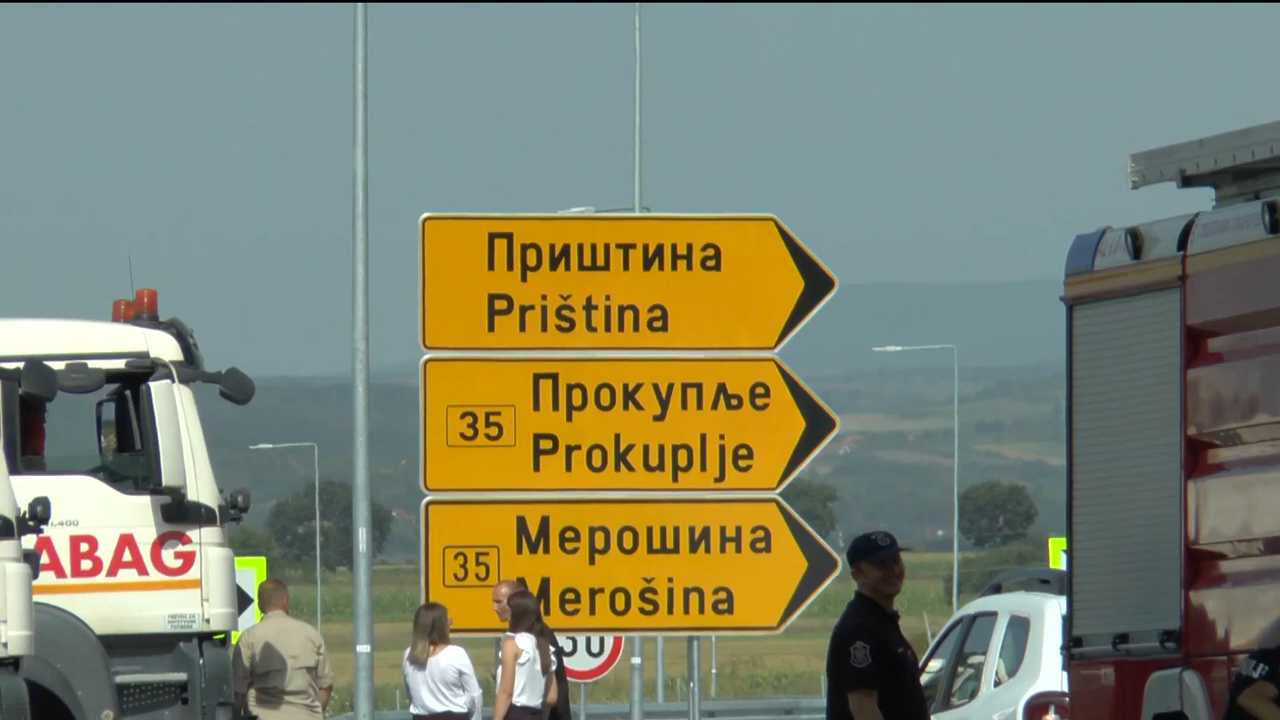 Приштина
Priština
35
Прокупље
Prokuplje
35
Мерошина
Merošina
ABAG